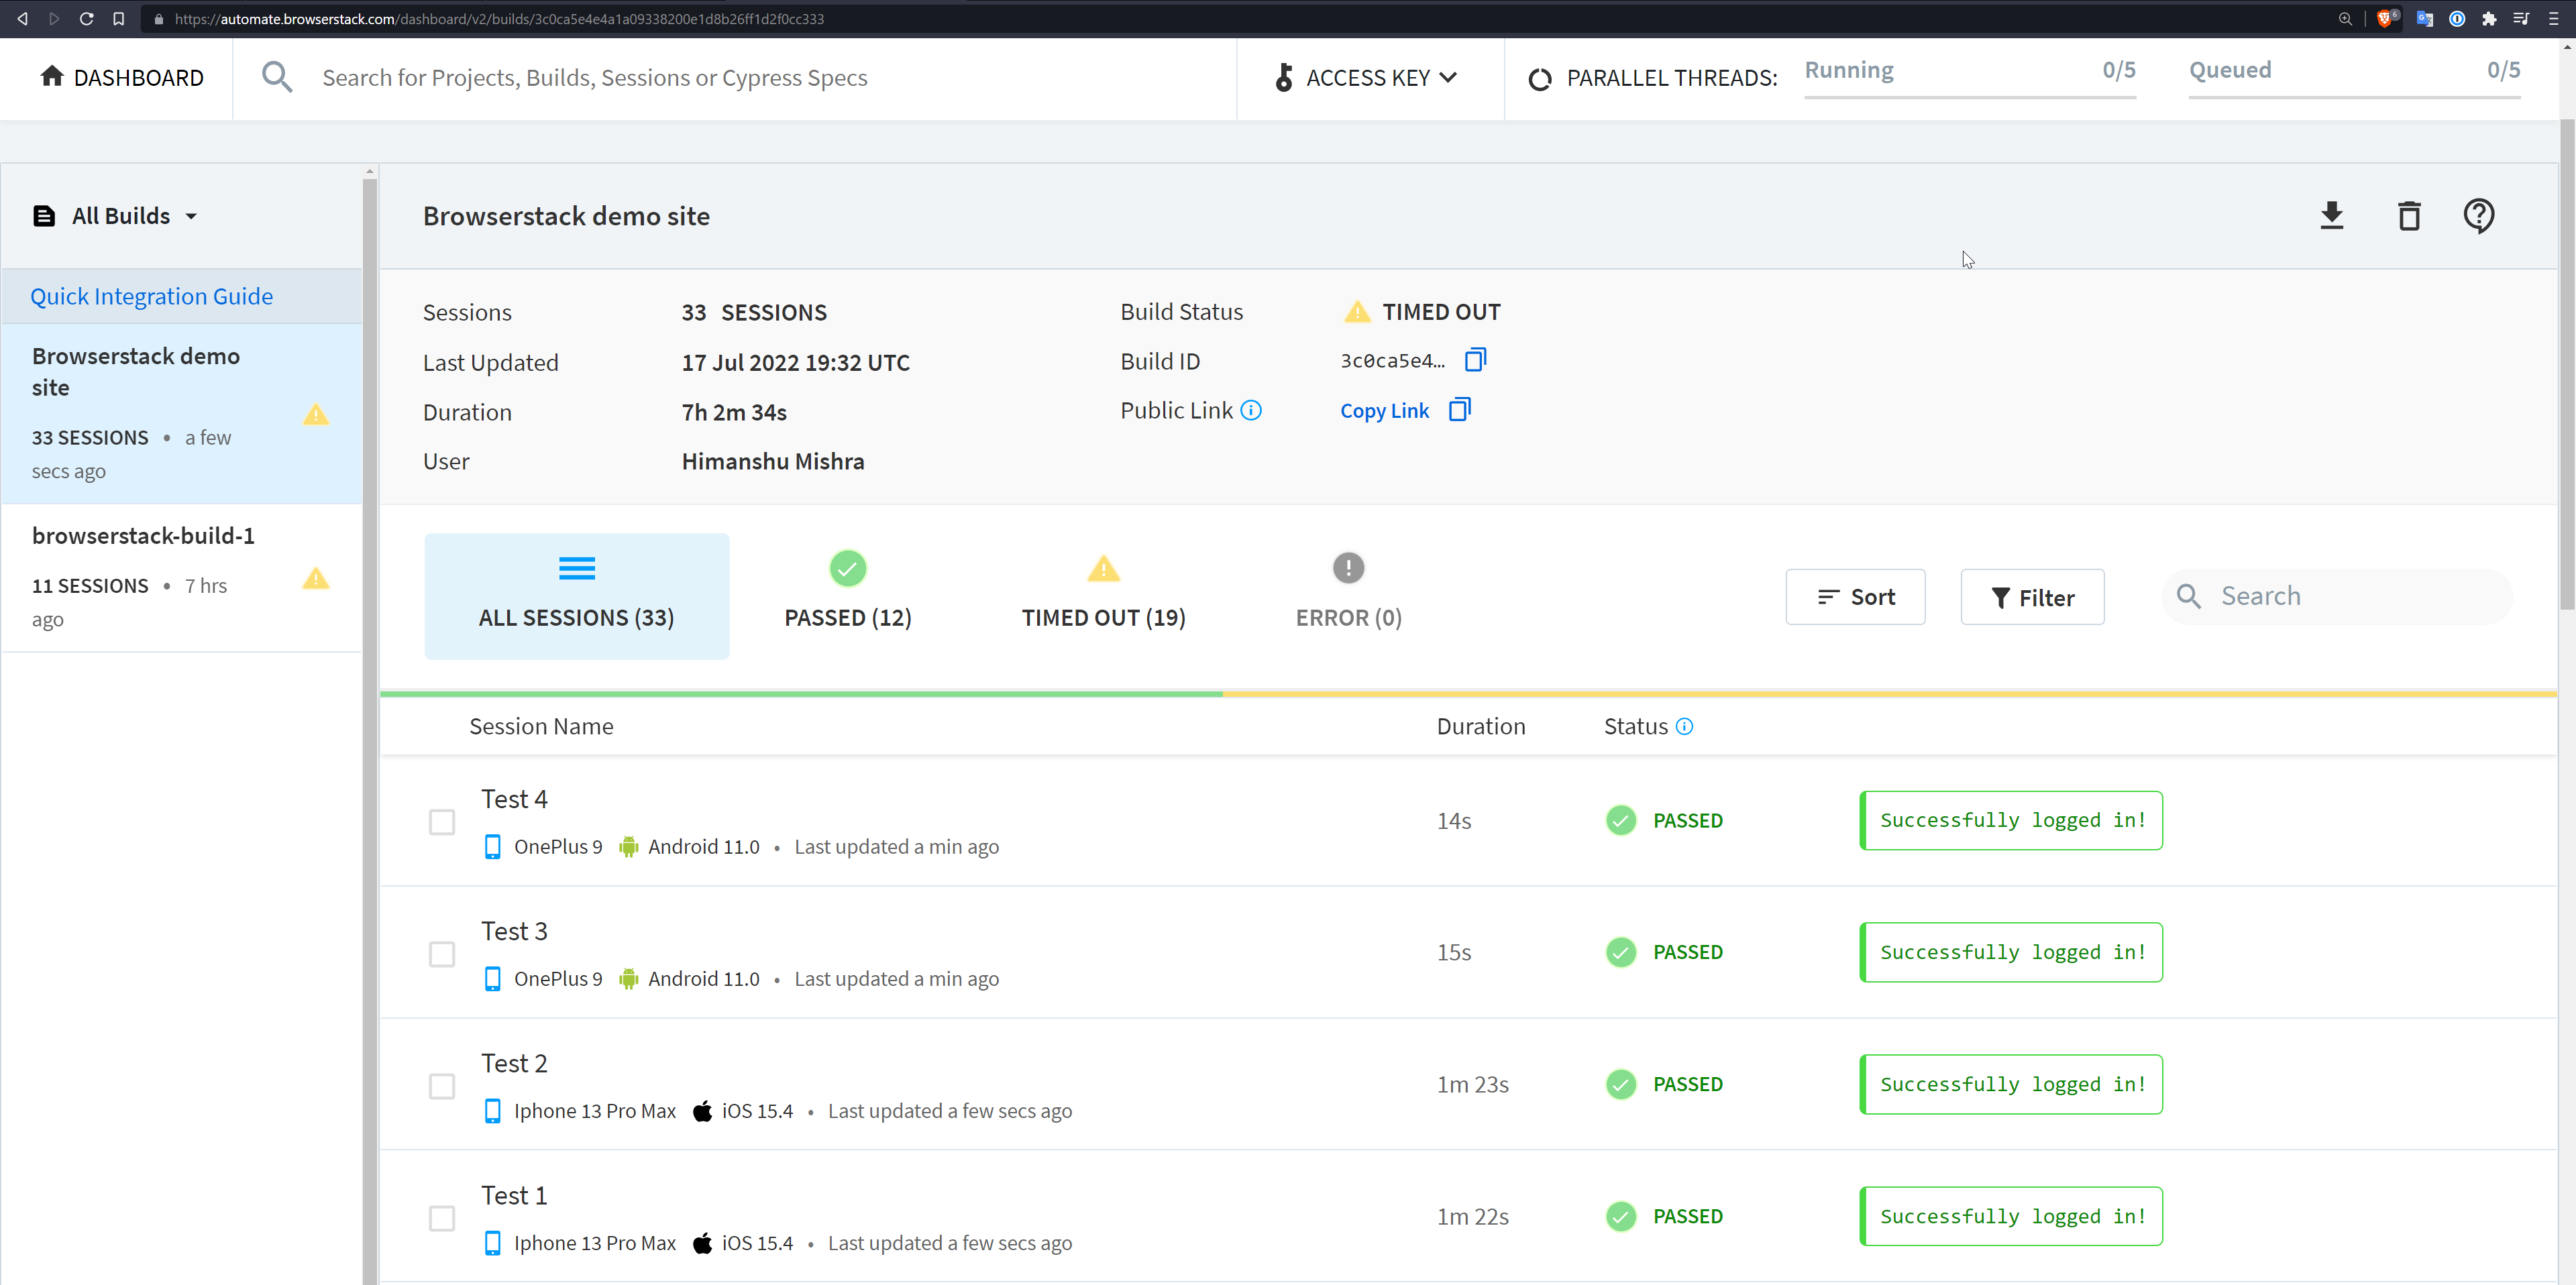 https://automate.browserstack.com/dashboard/v2/builds/3c0ca5e4e4a1a09338200e1d8b26ff1d2f0cc333
6
DASHBOARD
Search for Projects, Builds, Sessions or Cypress Specs
ACCESS KEY
PARALLEL THREADS:
Running 0/5
Queued 0/5
All Builds
Quick Integration Guide
Browserstack demo
site
33 SESSIONS • a few
secs ago
browserstack-build-1
11 SESSIONS • 7 hrs
ago
Browserstack demo site
Sessions 33 SESSIONS
Last Updated 17 Jul 2022 19:32 UTC
Duration 7h 2m 34s
User Himanshu Mishra
Build Status TIMED OUT
Build ID 3c0ca5e4...
Public Link Copy Link
ALL SESSIONS (33)
PASSED (12)
TIMED OUT (19)
ERROR (0)
Sort
Filter
Search
Session Name Duration Status
Test 4
OnePlus 9 Android 11.0 • Last updated a min ago
14s PASSED Successfully logged in!
Test 3
OnePlus 9 Android 11.0 • Last updated a min ago
15s PASSED Successfully logged in!
Test 2
Iphone 13 Pro Max iOS 15.4 • Last updated a few secs ago
1m 23s PASSED Successfully logged in!
Test 1
Iphone 13 Pro Max iOS 15.4 • Last updated a few secs ago
1m 22s PASSED Successfully logged in!